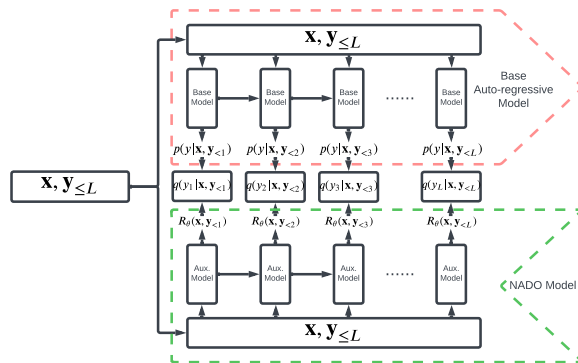 x, y≤L
Base Model Base Model Base Model ...... Base Model
Base
Auto-regressive
Model
p(y|x, y<1) p(y|x, y<2) p(y|x, y<3) p(y|x, y<L)
x, y≤L
q(y1|x, y<1) q(y2|x, y<2) q(y3|x, y<3) q(yL|x, y<L)
Rθ(x, y<1) Rθ(x, y<2) Rθ(x, y<3) Rθ(x, y<L)
Aux. Model Aux. Model Aux. Model ...... Aux. Model
NADO Model
x, y≤L